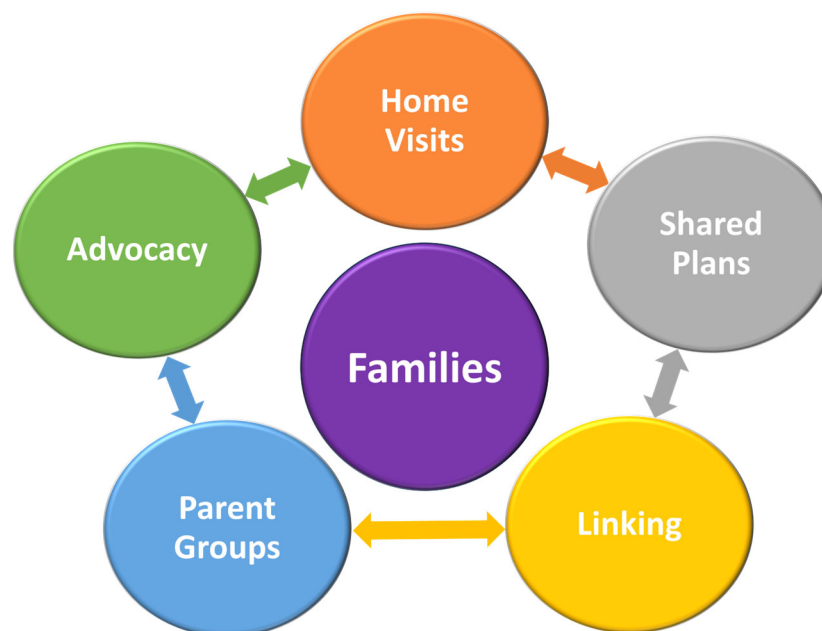 Home
Visits
Shared
Plans
Advocacy
Families
Parent
Groups
Linking